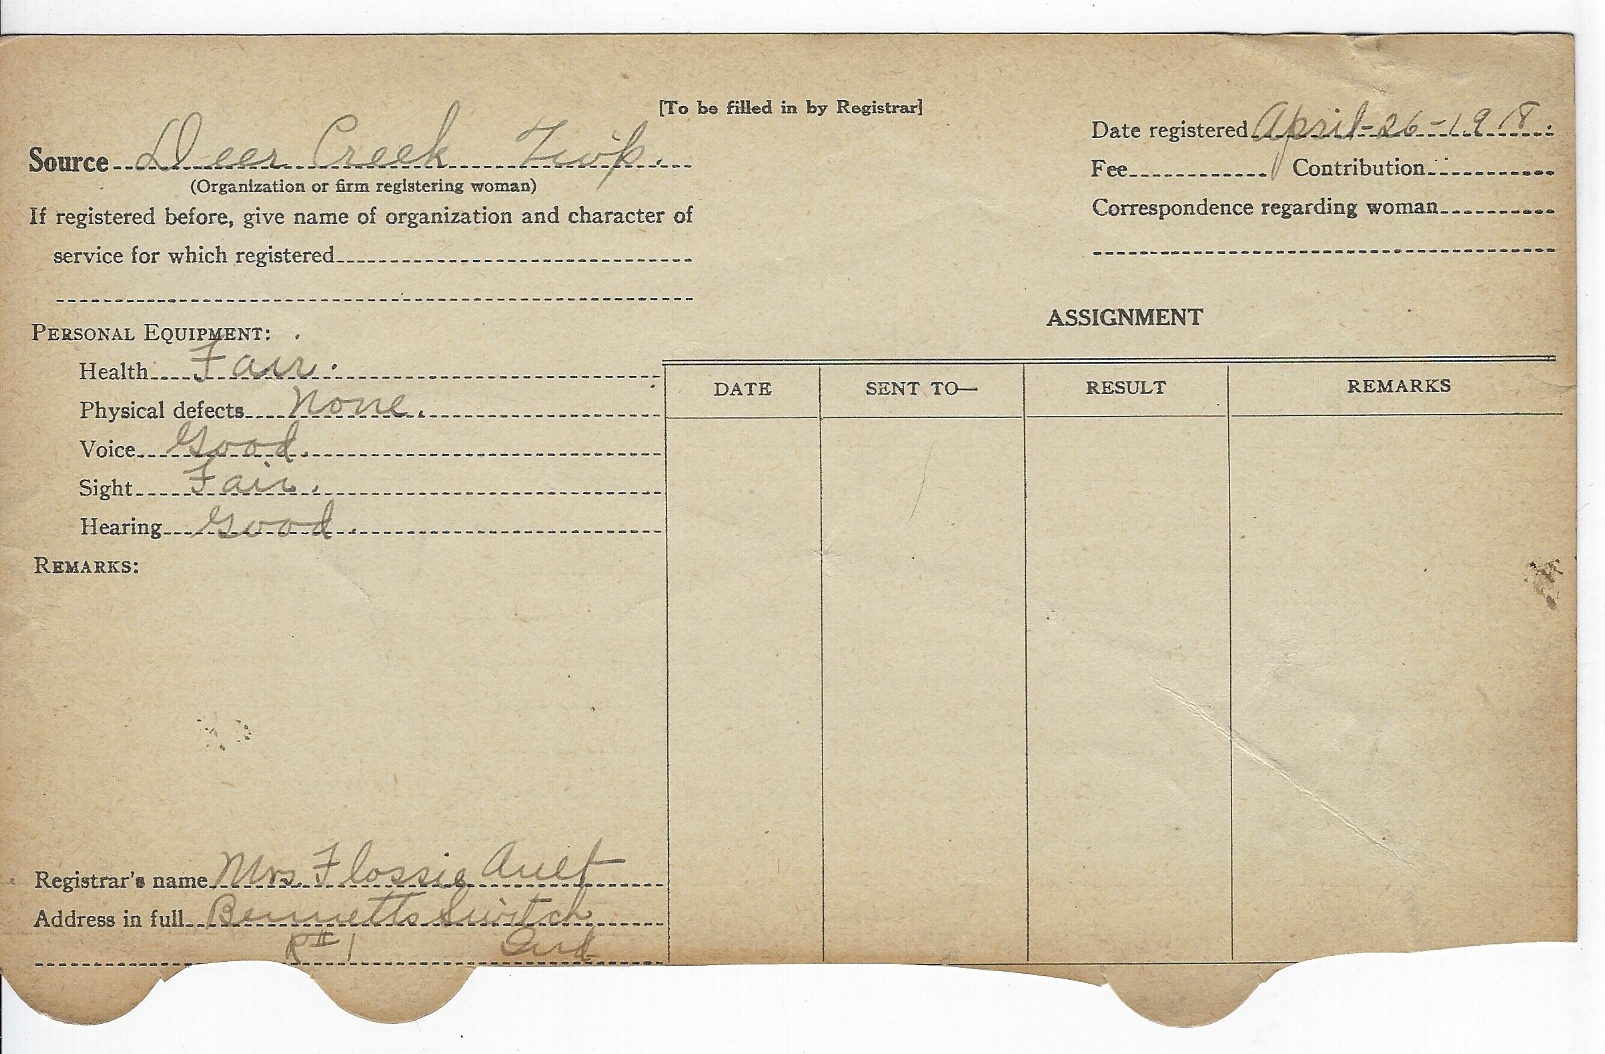 [To be filled in by Registrar]
Source Deer Creek Twp.
(Organization or firm registering woman)
If registered before, give name of organization and character of
service for which registered
Date registered April-26-1918.
Fee Contribution
Correspondence regarding woman
PERSONAL EQUIPMENT:
Health Fair.
Physical defects None.
Voice Good.
Sight Fair.
Hearing Good.
REMARKS:
ASSIGNMENT
DATE SENT TO— RESULT REMARKS
Registrar's name Mrs. Flossie Ault
Address in full Bennetts Switch
R#1 Ind